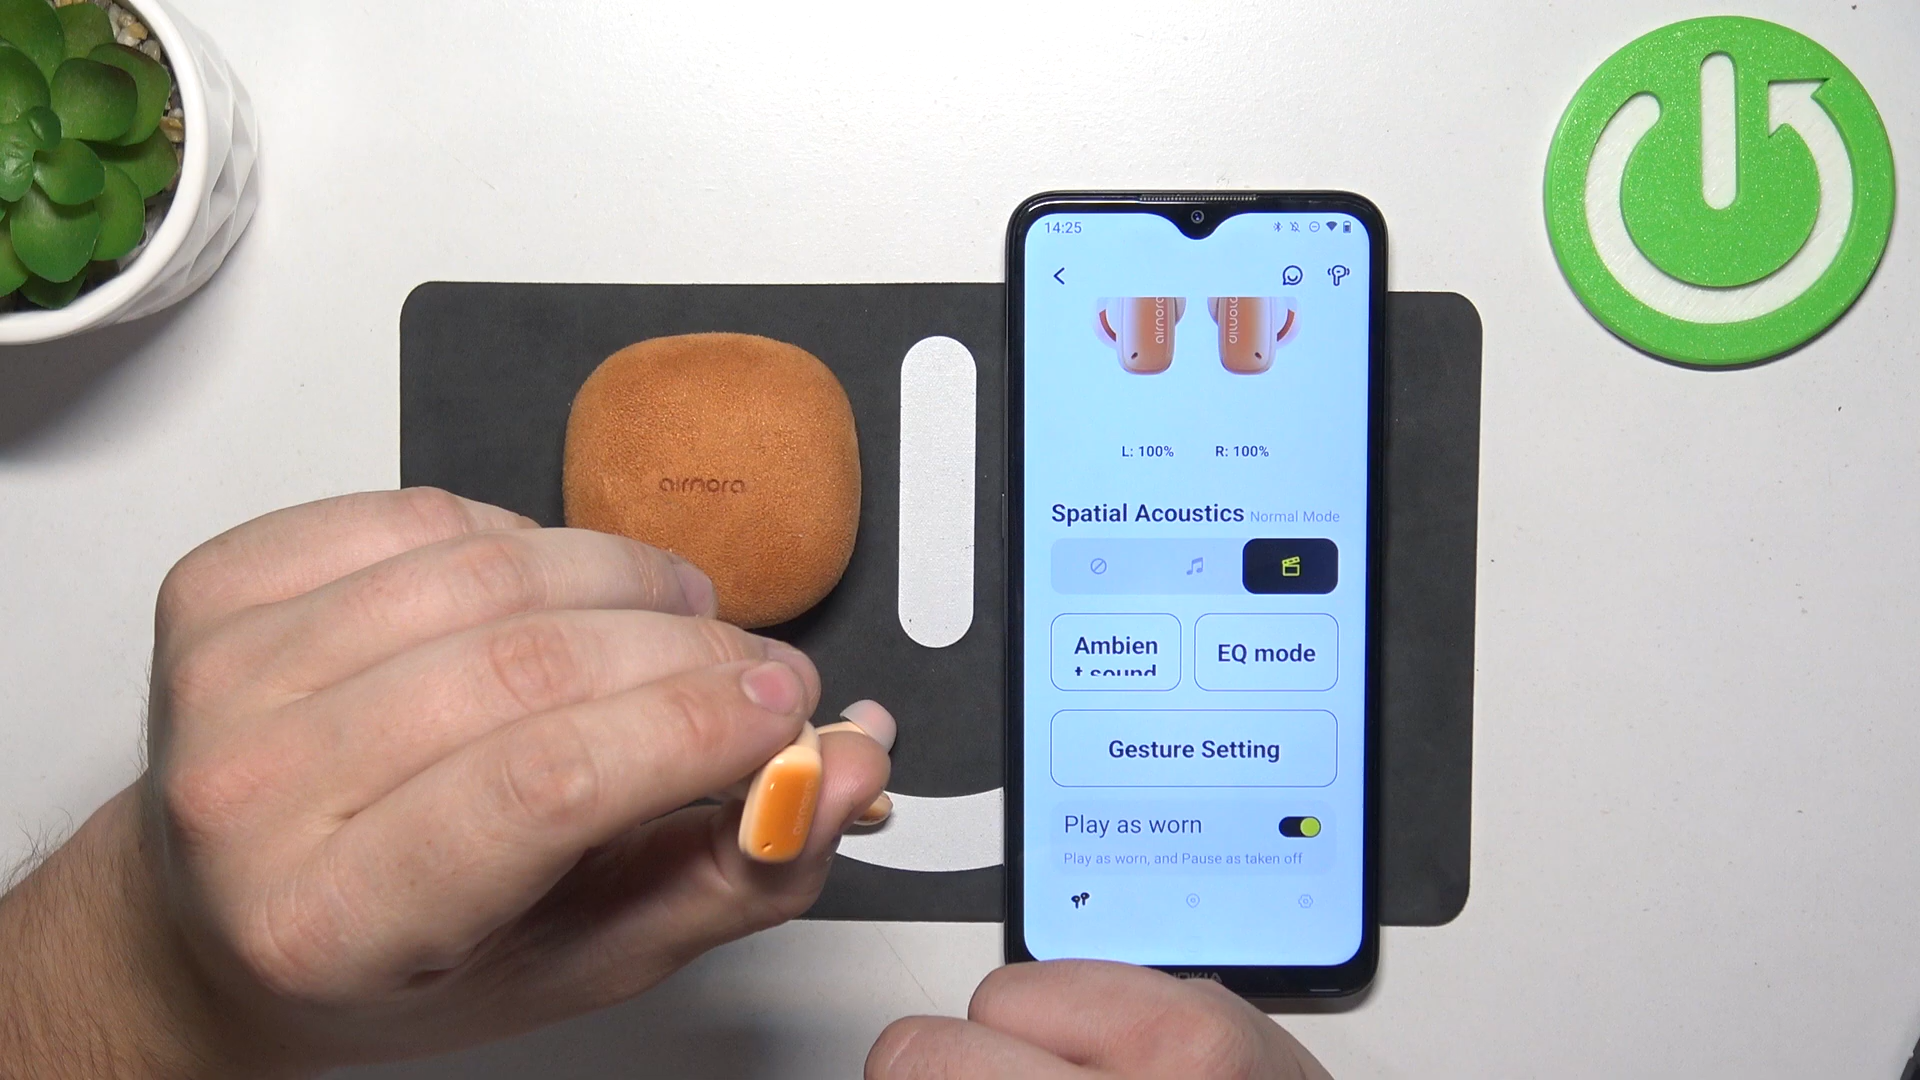 airnora
14:25
airnora
airnora
L: 100% R: 100%
Spatial Acoustics Normal Mode
Ambien
t sound
EQ mode
Gesture Setting
Play as worn
Play as worn, and Pause as taken off
NOKIA